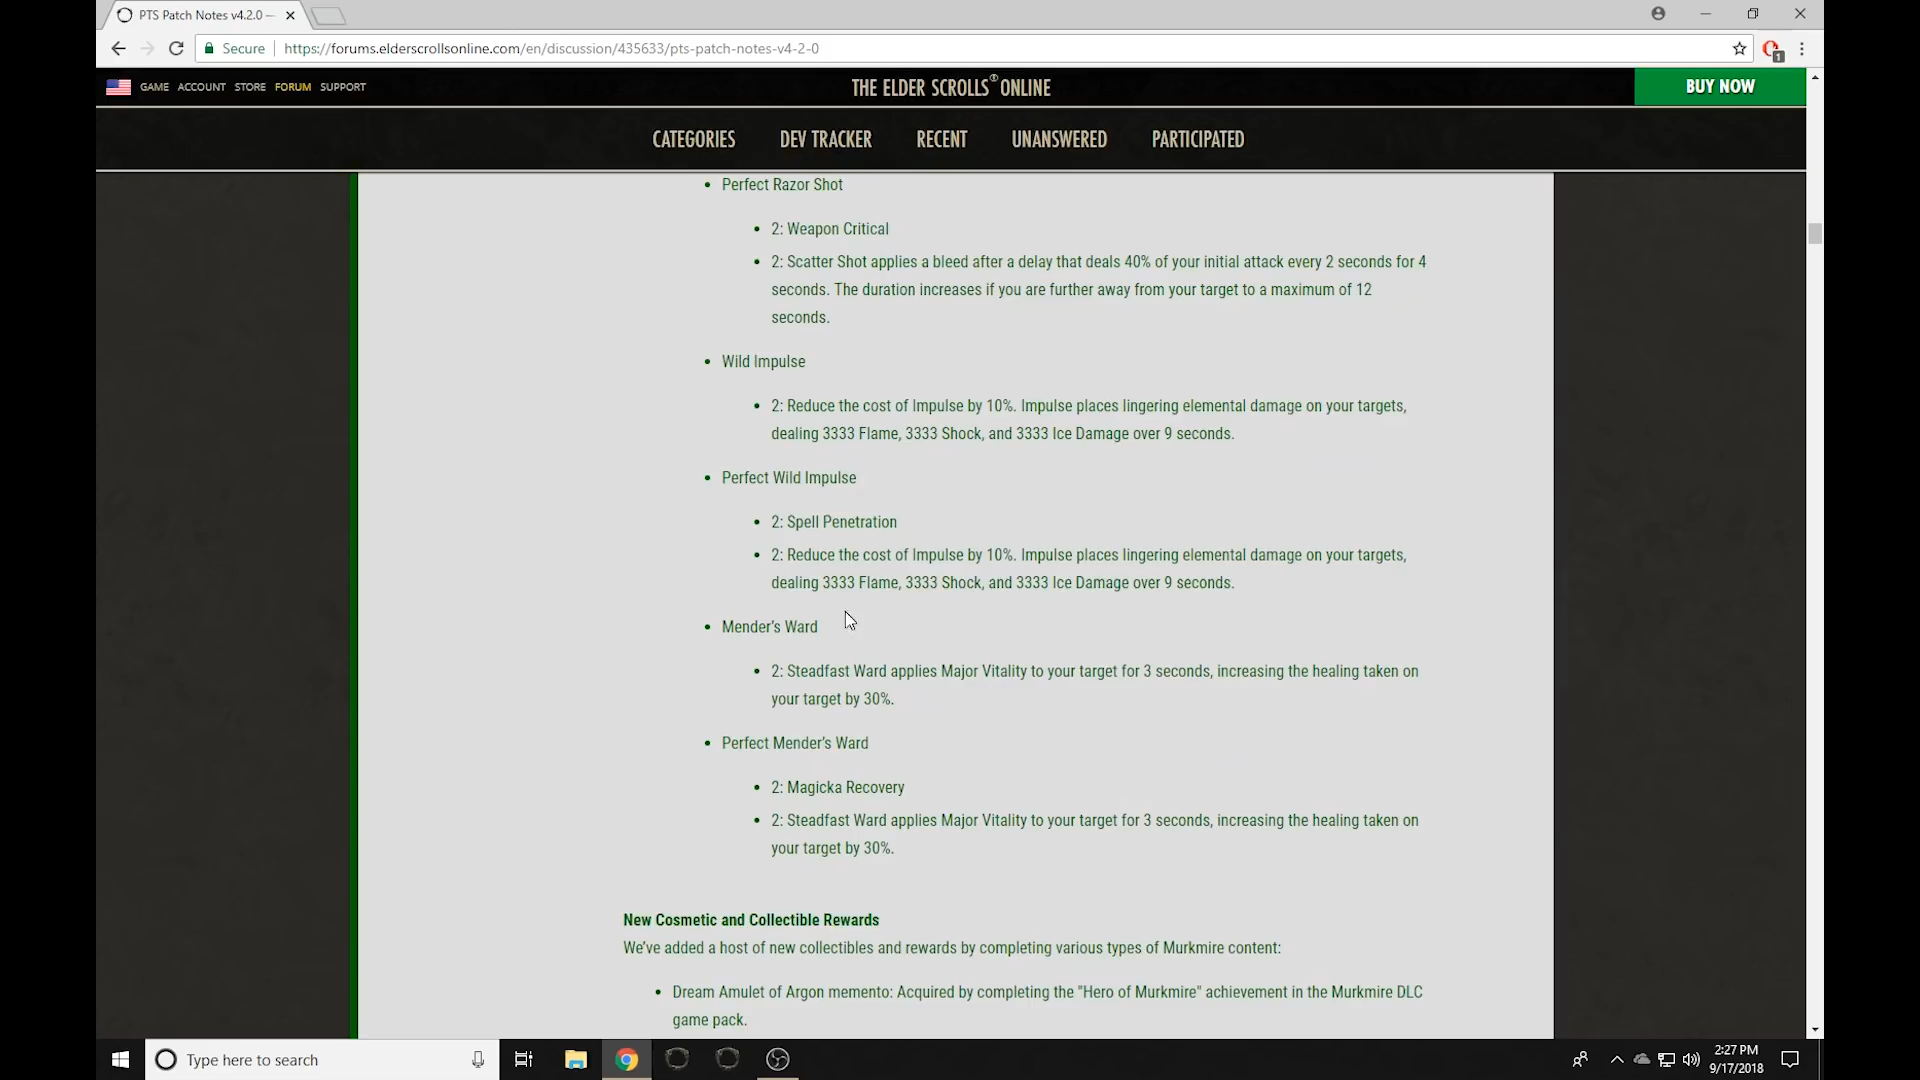 PTS Patch Notes v4.2.0 —
Secure
https://forums.elderscrollsonline.com/en/discussion/435633/pts-patch-notes-v4-2-0
1
GAME ACCOUNT STORE FORUM SUPPORT
THE ELDER SCROLLS® ONLINE
BUY NOW
CATEGORIES DEV TRACKER RECENT UNANSWERED PARTICIPATED
• Perfect Razor Shot
• 2: Weapon Critical
• 2: Scatter Shot applies a bleed after a delay that deals 40% of your initial attack every 2 seconds for 4
seconds. The duration increases if you are further away from your target to a maximum of 12
seconds.
• Wild Impulse
• 2: Reduce the cost of Impulse by 10%. Impulse places lingering elemental damage on your targets,
dealing 3333 Flame, 3333 Shock, and 3333 Ice Damage over 9 seconds.
• Perfect Wild Impulse
• 2: Spell Penetration
• 2: Reduce the cost of Impulse by 10%. Impulse places lingering elemental damage on your targets,
dealing 3333 Flame, 3333 Shock, and 3333 Ice Damage over 9 seconds.
• Mender's Ward
• 2: Steadfast Ward applies Major Vitality to your target for 3 seconds, increasing the healing taken on
your target by 30%.
• Perfect Mender's Ward
• 2: Magicka Recovery
• 2: Steadfast Ward applies Major Vitality to your target for 3 seconds, increasing the healing taken on
your target by 30%.
New Cosmetic and Collectible Rewards
We've added a host of new collectibles and rewards by completing various types of Murkmire content:
• Dream Amulet of Argon memento: Acquired by completing the "Hero of Murkmire" achievement in the Murkmire DLC
game pack.
Type here to search
2:27 PM
9/17/2018